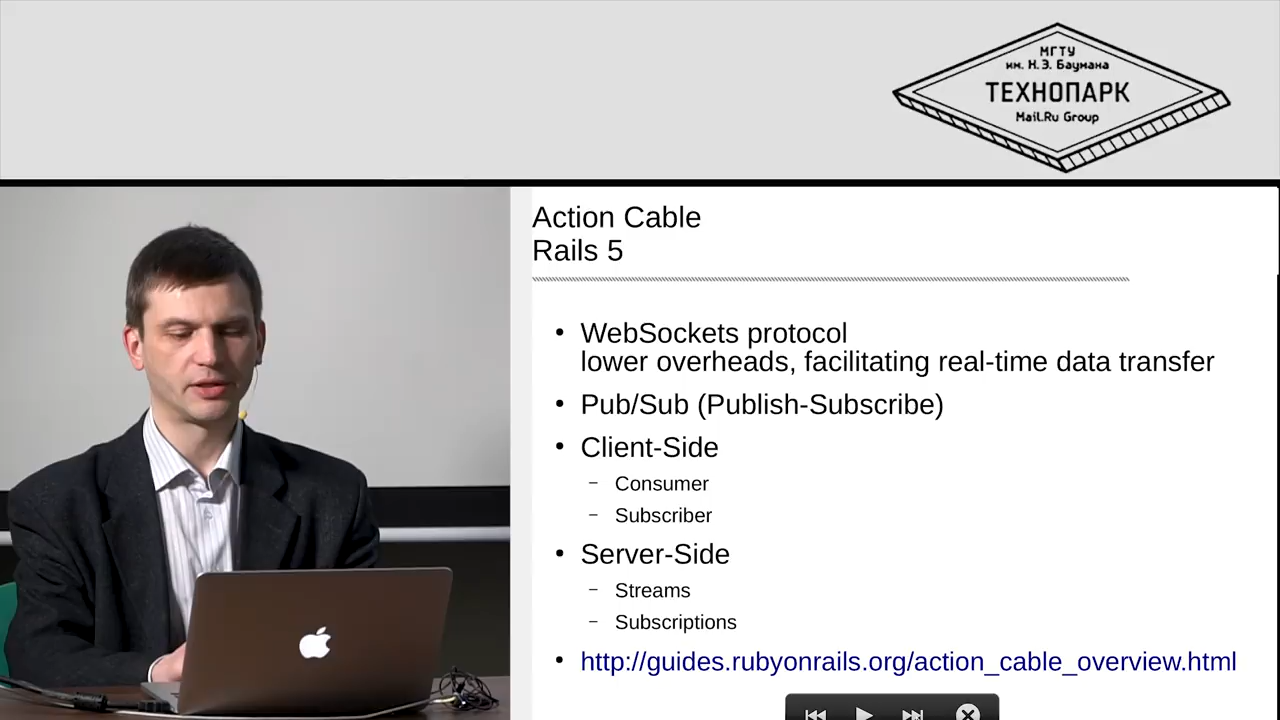 МГТУ
им. Н.Э. Баумана
ТЕХНОПАРК
Mail.Ru Group
Action Cable
Rails 5
• WebSockets protocol
lower overheads, facilitating real-time data transfer
• Pub/Sub (Publish-Subscribe)
• Client-Side
– Consumer
– Subscriber
• Server-Side
– Streams
– Subscriptions
• http://guides.rubyonrails.org/action_cable_overview.html